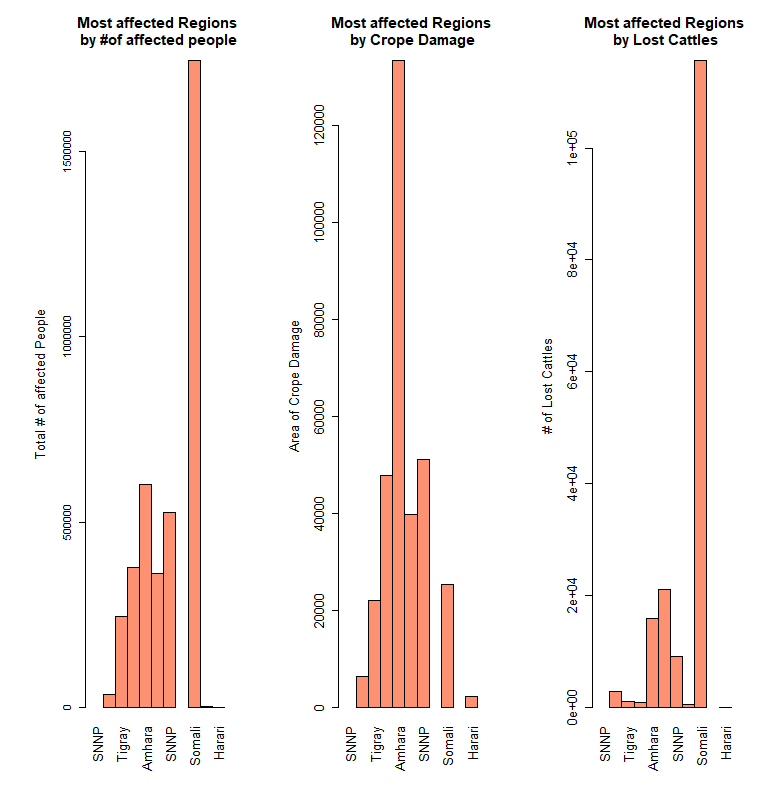 Most affected Regions
by #of affected people
Total # of affected People
0
500000
1000000
1500000
SNNP
Tigray
Amhara
SNNP
Somali
Harari
Most affected Regions
by Crope Damage
Area of Crope Damage
0
20000
40000
60000
80000
100000
120000
SNNP
Tigray
Amhara
SNNP
Somali
Harari
Most affected Regions
by Lost Cattles
# of Lost Cattles
0e+00
2e+04
4e+04
6e+04
8e+04
1e+05
SNNP
Tigray
Amhara
SNNP
Somali
Harari